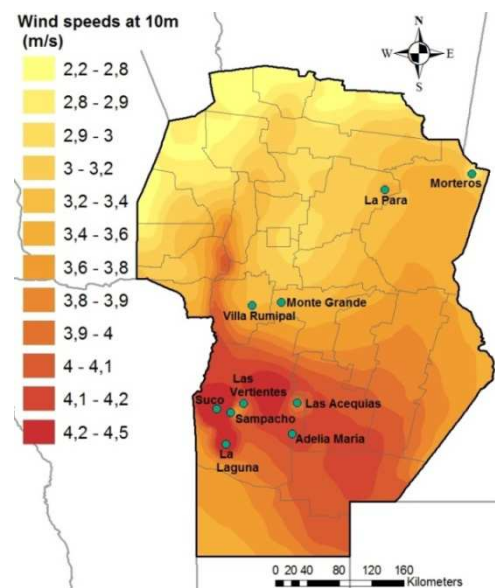 Wind speeds at 10m
(m/s)
2,2 - 2,8
2,8 - 2,9
2,9 - 3
3 - 3,2
3,2 - 3,4
3,4 - 3,6
3,6 - 3,8
3,8 - 3,9
3,9 - 4
4 - 4,1
4,1 - 4,2
4,2 - 4,5
N
W
E
S
Morteros
La Para
Monte Grande
Villa Rumipal
Las
Vertientes
Suco
Las Acequias
Sampacho
Adelia Maria
La
Laguna
0 20 40 80 120 160
Kilometers